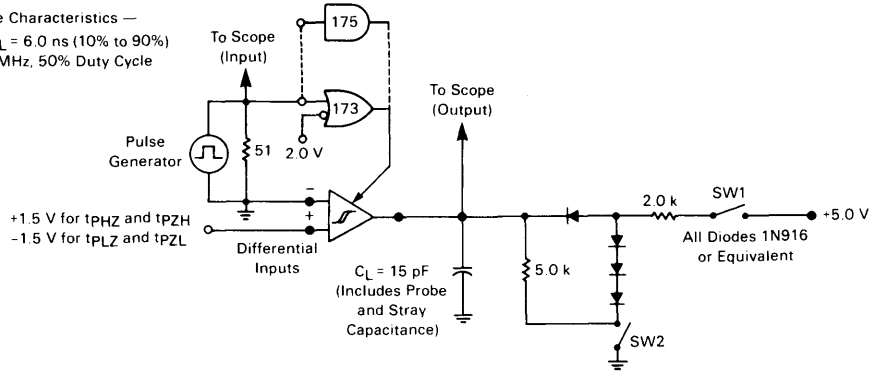 e Characteristics —
L = 6.0 ns (10% to 90%)
MHz, 50% Duty Cycle
To Scope
(Input)
175
173
To Scope
(Output)
Pulse
Generator
51
2.0 V
2.0 k
SW1
+5.0 V
−
+
+1.5 V for tPHZ and tPZH
−1.5 V for tPLZ and tPZL
Differential
Inputs
All Diodes 1N916
or Equivalent
CL = 15 pF
(Includes Probe
and Stray
Capacitance)
5.0 k
SW2